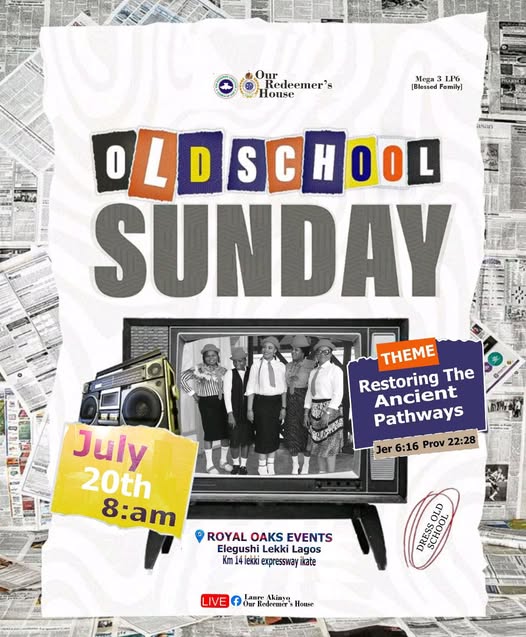 Our
Redeemer's
House
Mega 3 LP6
[Blessed Family]
OLDSCHOOL
SUNDAY
THEME
Restoring The
Ancient
Pathways
Jer 6:16 Prov 22:28
July
20th
8:am
ROYAL OAKS EVENTS
Elegushi Lekki Lagos
Km 14 lekki expressway ikate
DRESS OLD
SCHOOL
LIVE
Lanre Akinyo
Our Redeemer's House